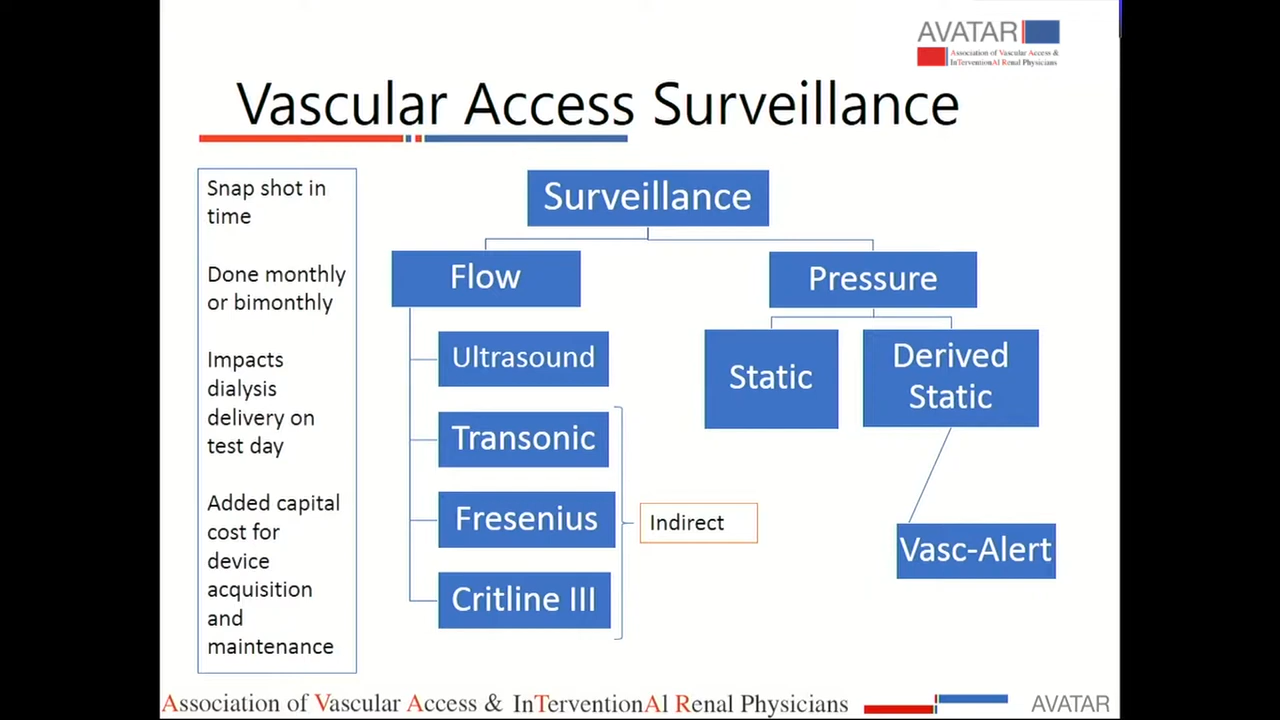 AVATAR
Association of Vascular Access &
InTerventionAl Renal Physicians
Vascular Access Surveillance
Snap shot in
time
Done monthly
or bimonthly
Impacts
dialysis
delivery on
test day
Added capital
cost for
device
acquisition
and
maintenance
Surveillance
Flow
Pressure
Ultrasound
Transonic
Fresenius
Critline III
Indirect
Static
Derived
Static
Vasc-Alert
Association of Vascular Access & InTerventionAl Renal Physicians
AVATAR